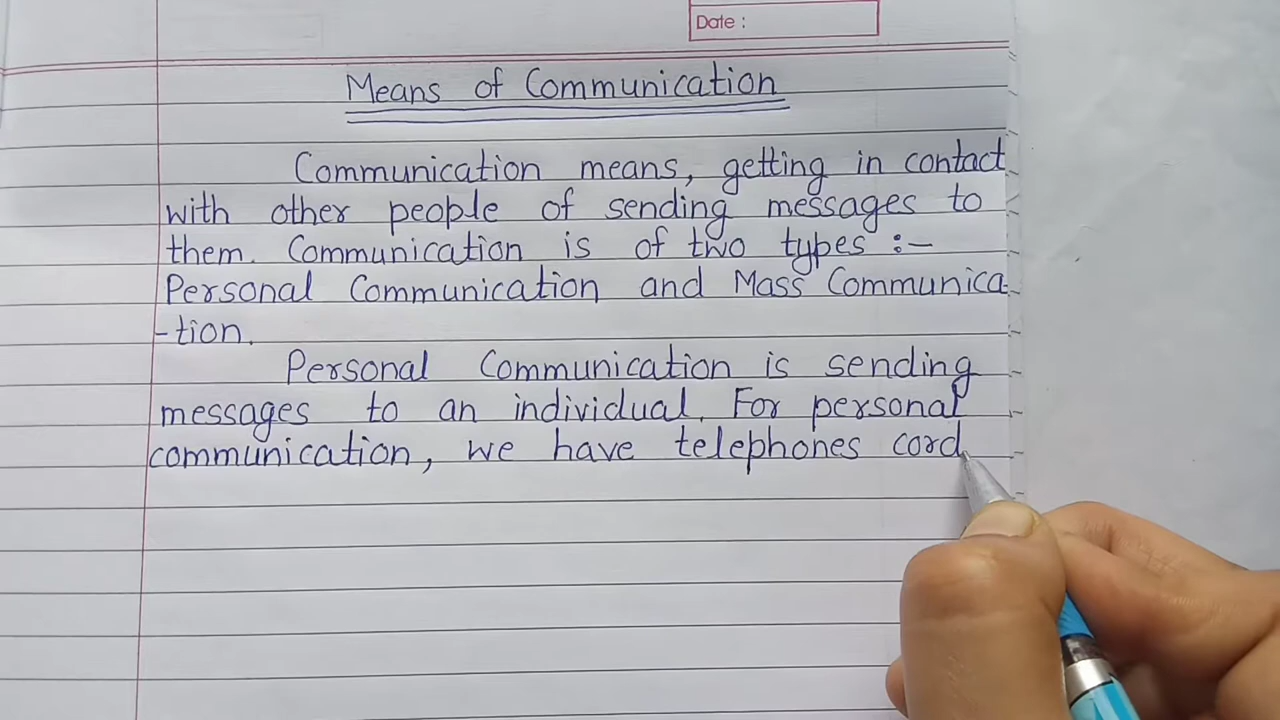 Date :
Means of Communication
Communication means, getting in contact
with other people of sending messages to
them. Communication is of two types :-
Personal Communication and Mass Communica-
-tion.
Personal Communication is sending
messages to an individual. For personal
communication, we have telephones cord